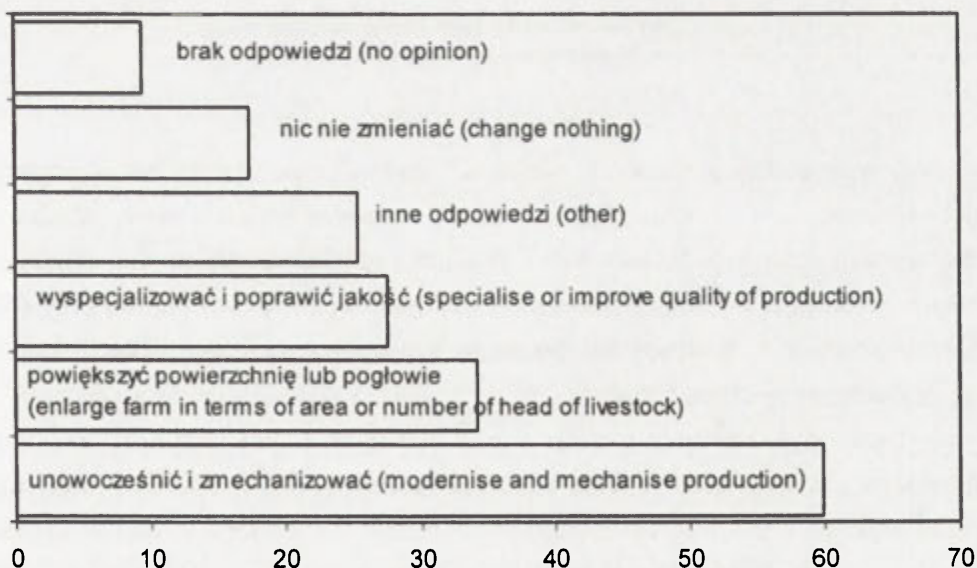 brak odpowiedzi (no opinion)
nic nie zmieniać (change nothing)
inne odpowiedzi (other)
wyspecjalizować i poprawić jakość (specialise or improve quality of production)
powiększyć powierzchnię lub pogłowie
(enlarge farm in terms of area or number of head of livestock)
unowocześnić i zmechanizować (modernise and mechanise production)
0 10 20 30 40 50 60 70